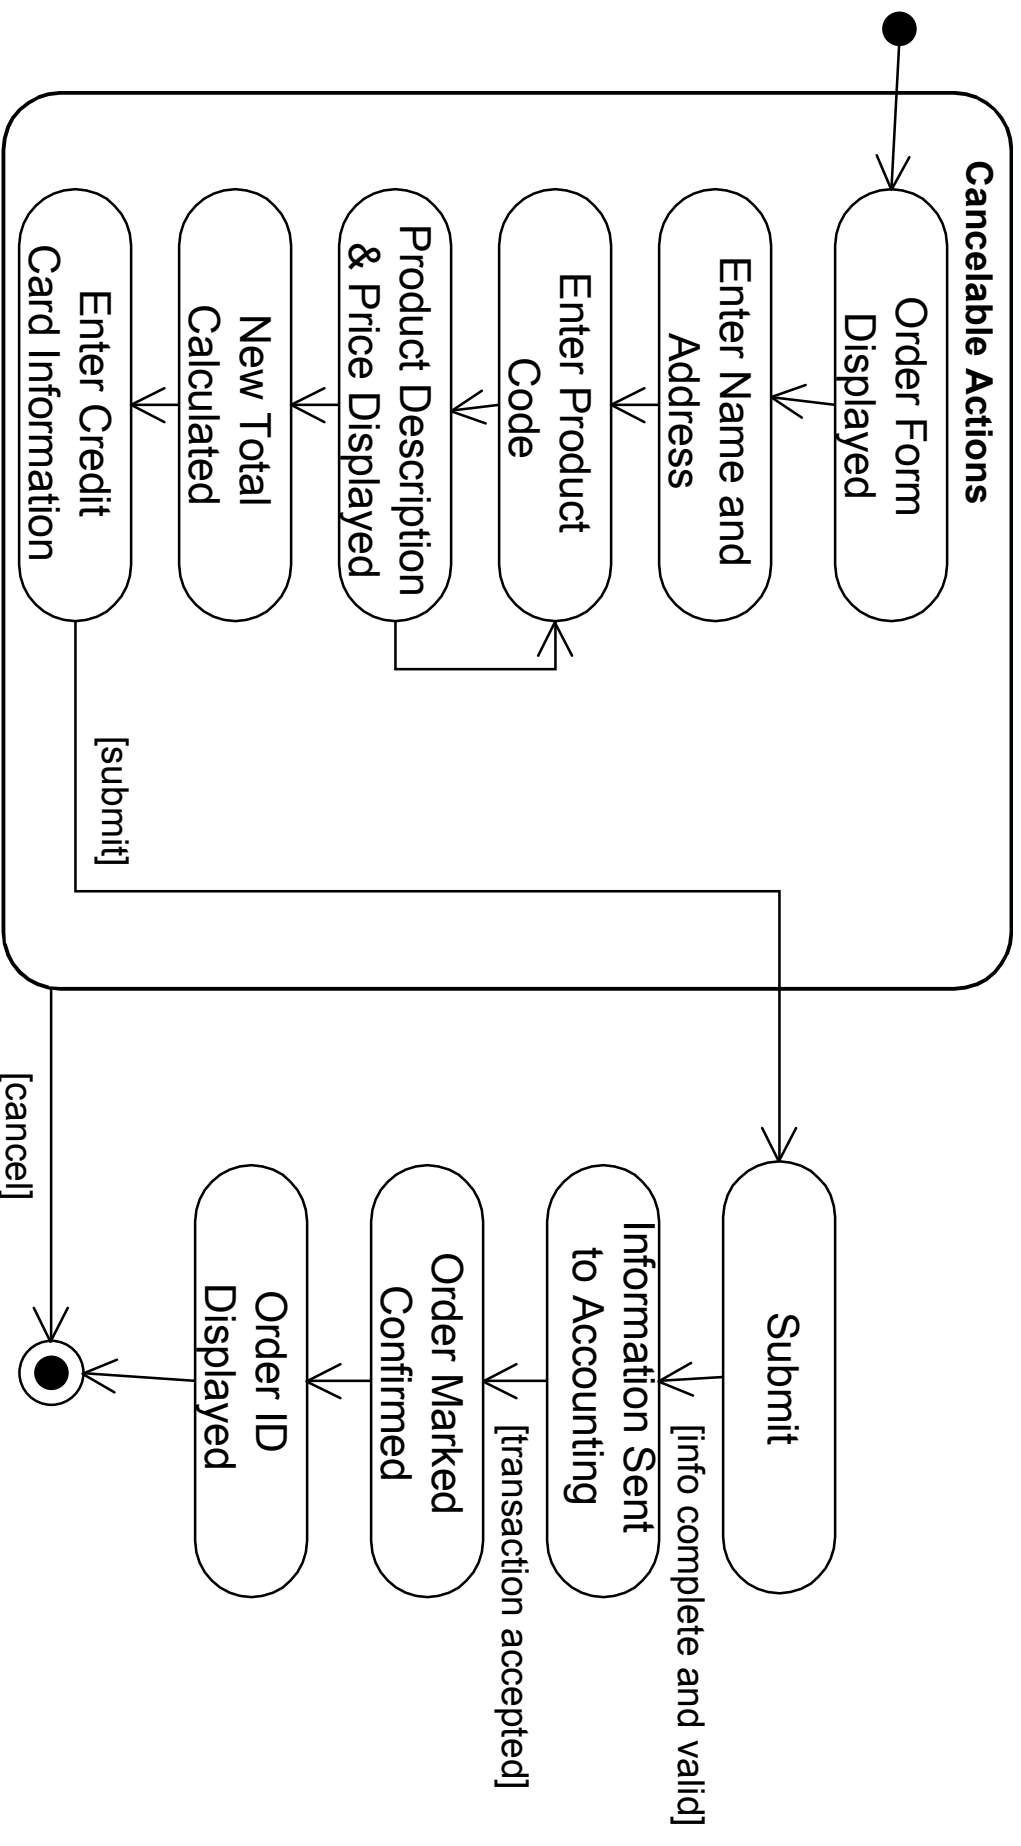 Cancelable Actions
Order Form
Displayed
Enter Name and
Address
Enter Product
Code
Product Description
& Price Displayed
New Total
Calculated
Enter Credit
Card Information
[submit]
[cancel]
Submit
[info complete and valid]
Information Sent
to Accounting
[transaction accepted]
Order Marked
Confirmed
Order ID
Displayed